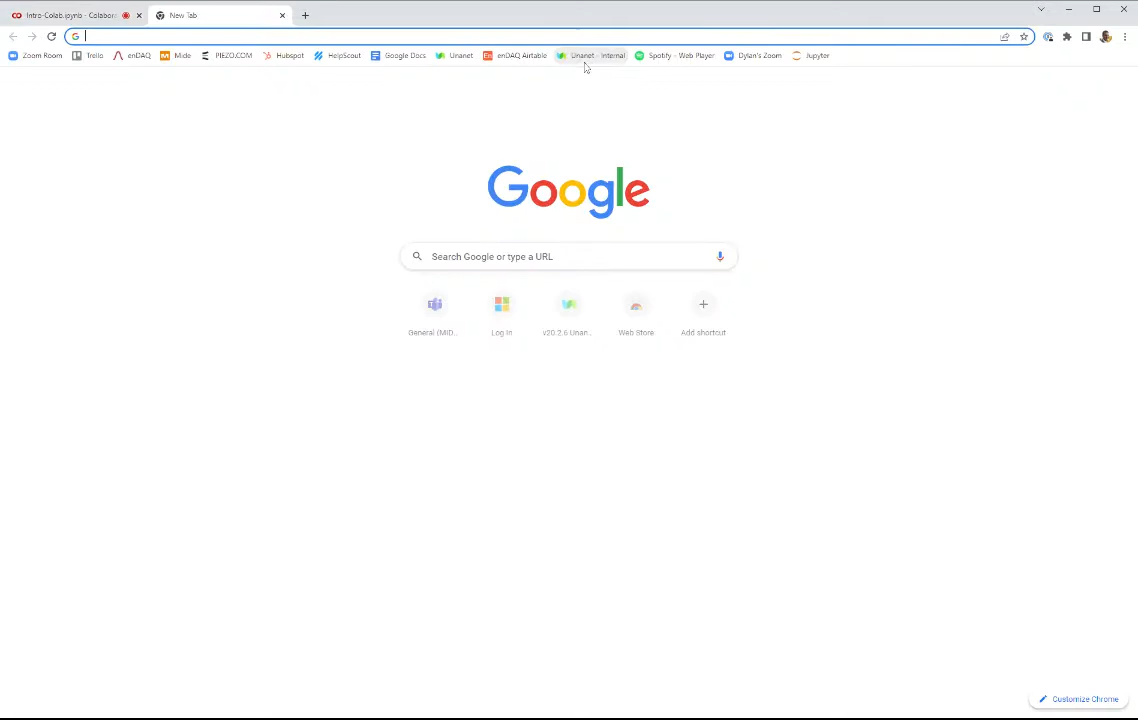 Intro-Colab.ipynb - Colabora
New Tab
Zoom Room Trello enDAQ Mide PIEZO.COM Hubspot HelpScout Google Docs Unanet enDAQ Airtable Unanet - Internal Spotify - Web Player Dylan's Zoom Jupyter
Google
Search Google or type a URL
General (MID... Log In v20.2.6 Unan... Web Store Add shortcut
Customize Chrome